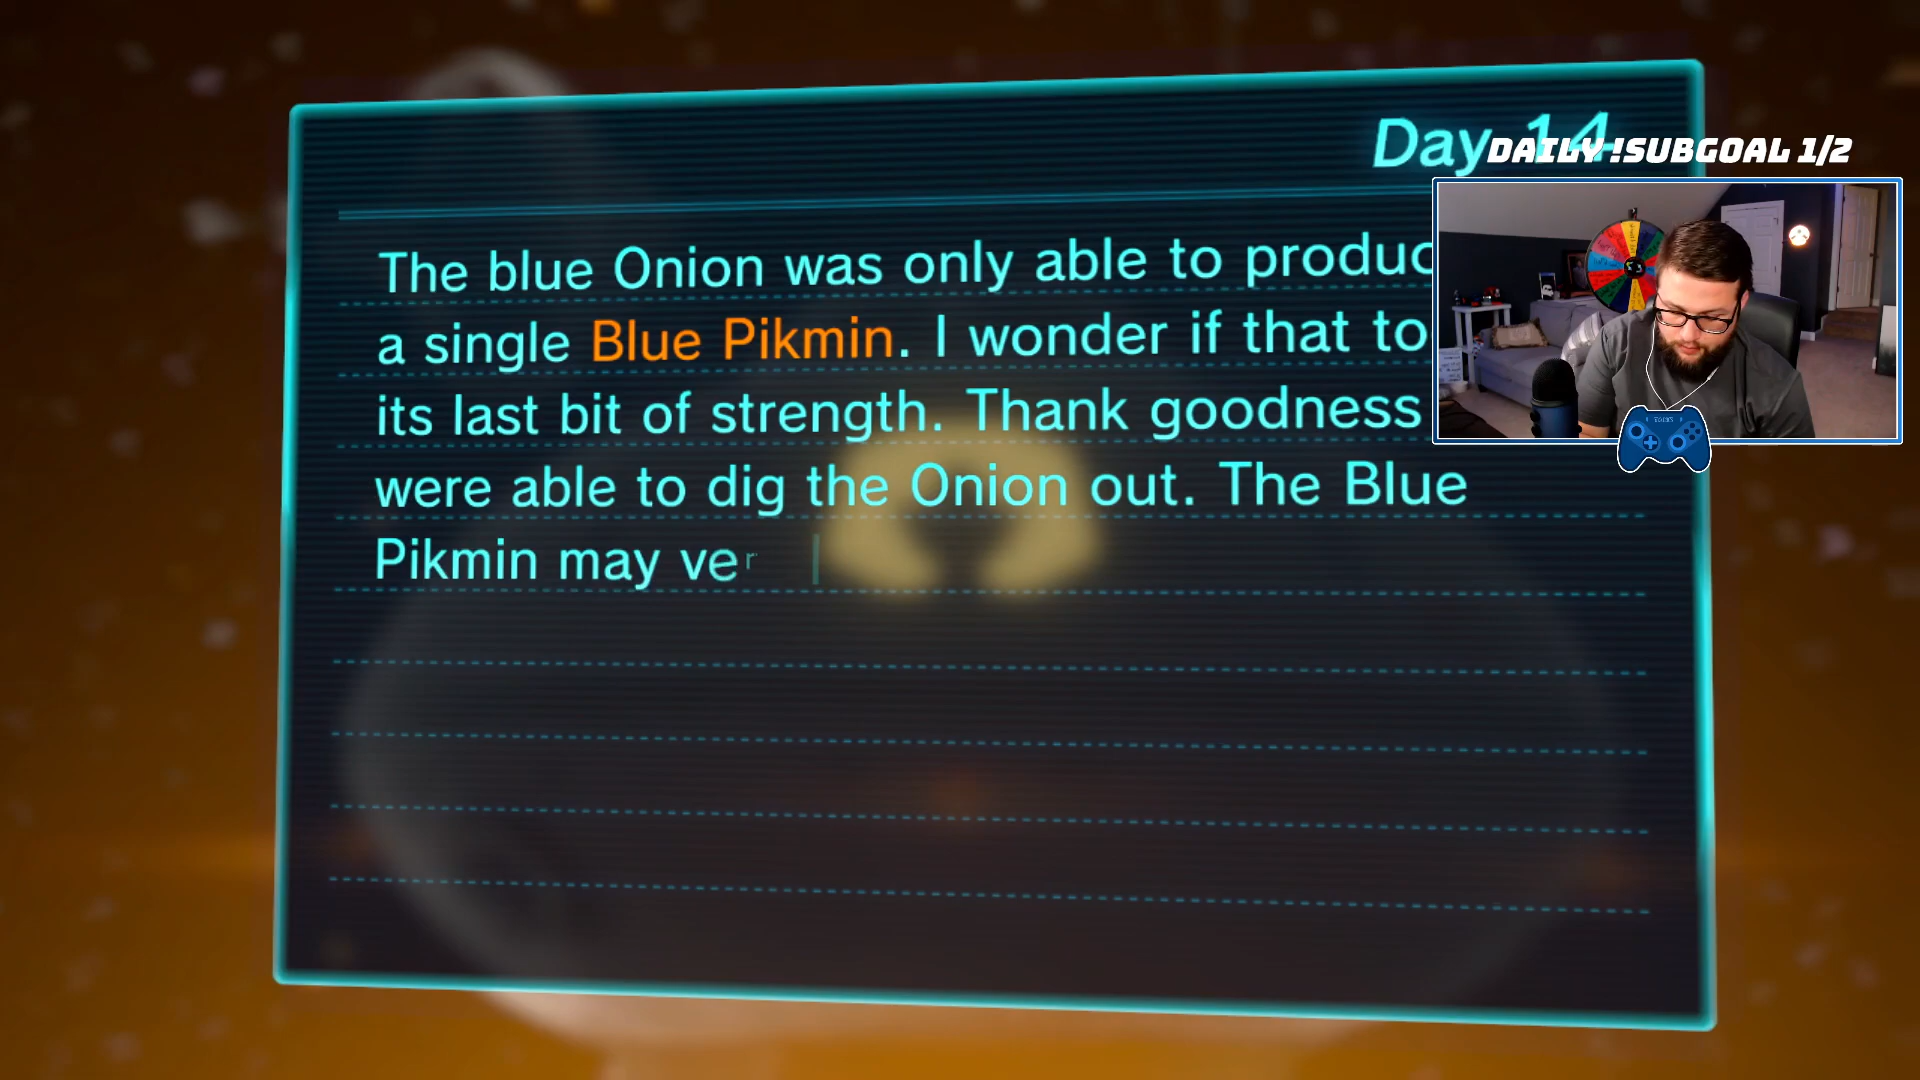 Day 14
DAILY !SUBGOAL 1/2
The blue Onion was only able to produc
a single Blue Pikmin. I wonder if that to
its last bit of strength. Thank goodness
were able to dig the Onion out. The Blue
Pikmin may ver